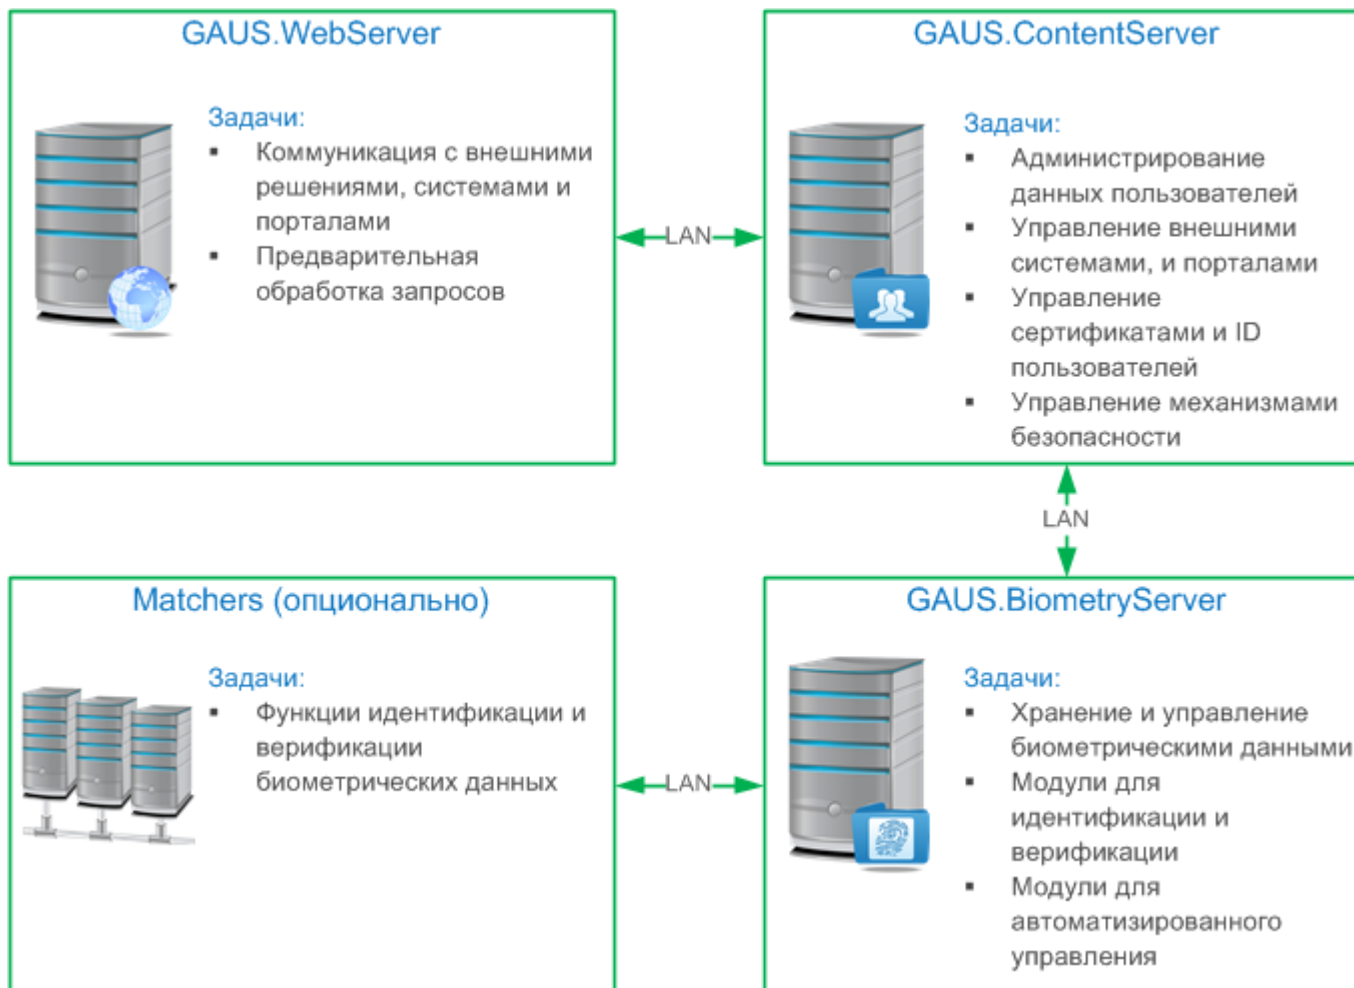 GAUS.WebServer
Задачи:
▪ Коммуникация с внешними
решениями, системами и
порталами
▪ Предварительная
обработка запросов
LAN
GAUS.ContentServer
Задачи:
▪ Администрирование
данных пользователей
▪ Управление внешними
системами, и порталами
▪ Управление
сертификатами и ID
пользователей
▪ Управление механизмами
безопасности
LAN
Matchers (опционально)
Задачи:
▪ Функции идентификации и
верификации
биометрических данных
LAN
GAUS.BiometryServer
Задачи:
▪ Хранение и управление
биометрическими данными
▪ Модули для
идентификации и
верификации
▪ Модули для
автоматизированного
управления